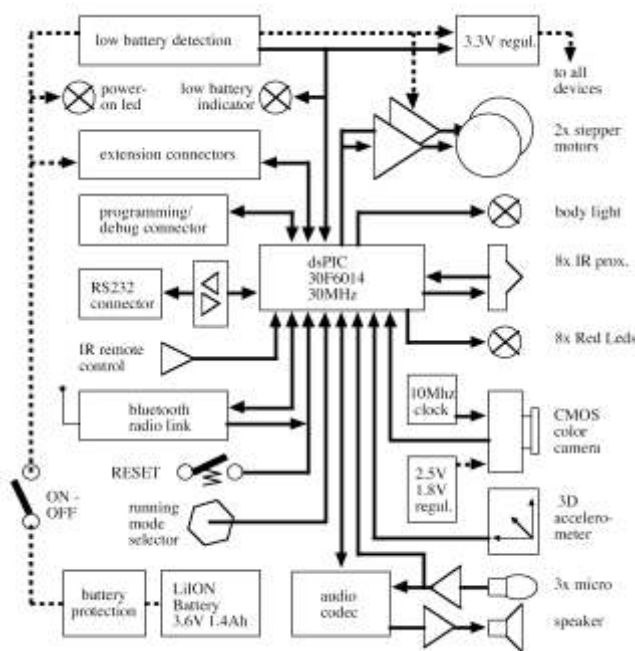 low battery detection
3.3V regul.
to all
devices
power-
on led
low battery
indicator
2x stepper
motors
extension connectors
programming/
debug connector
body light
dsPIC
30F6014
30MHz
8x IR prox.
RS232
connector
8x Red Leds
IR remote
control
10Mhz
clock
CMOS
color
camera
bluetooth
radio link
RESET
2.5V
1.8V
regul.
ON -
OFF
running
mode
selector
3D
accelero-
meter
battery
protection
LiION
Battery
3.6V 1.4Ah
audio
codec
3x micro
speaker